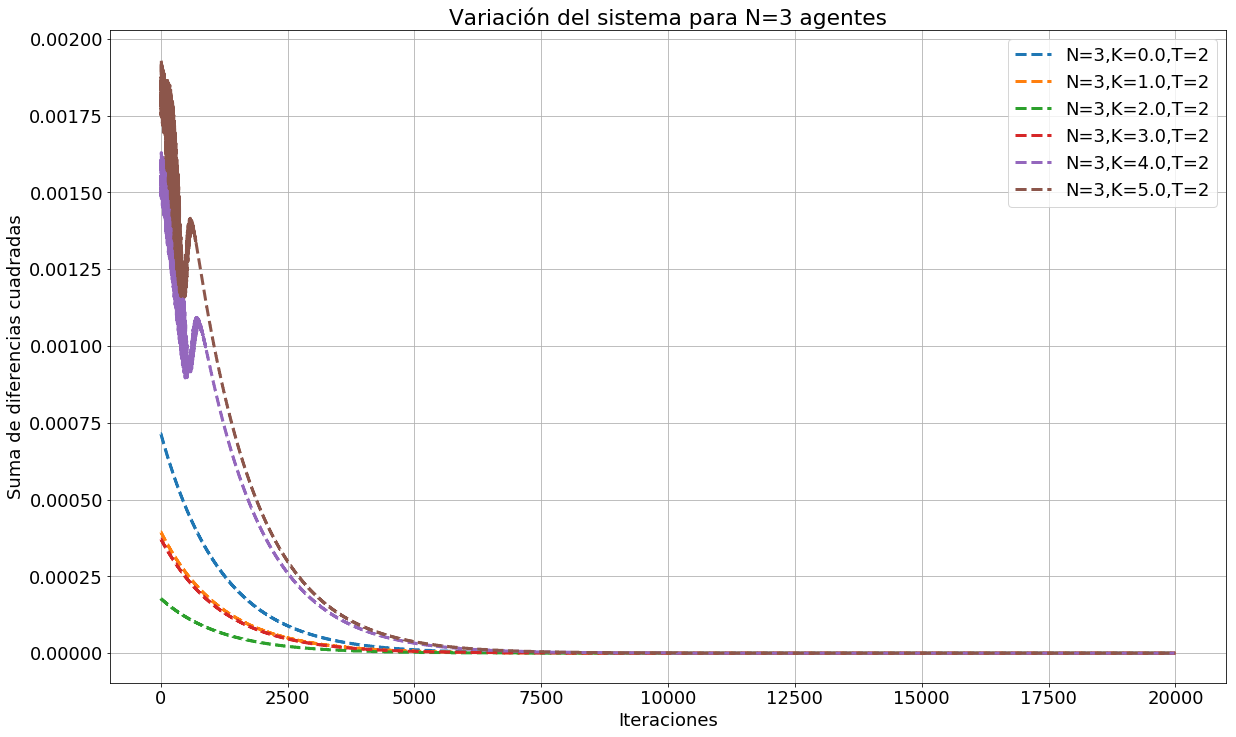 Variación del sistema para N=3 agentes
N=3,K=0.0,T=2
N=3,K=1.0,T=2
N=3,K=2.0,T=2
N=3,K=3.0,T=2
N=3,K=4.0,T=2
N=3,K=5.0,T=2
Suma de diferencias cuadradas
0.00200
0.00175
0.00150
0.00125
0.00100
0.00075
0.00050
0.00025
0.00000
0 2500 5000 7500 10000 12500 15000 17500 20000
Iteraciones